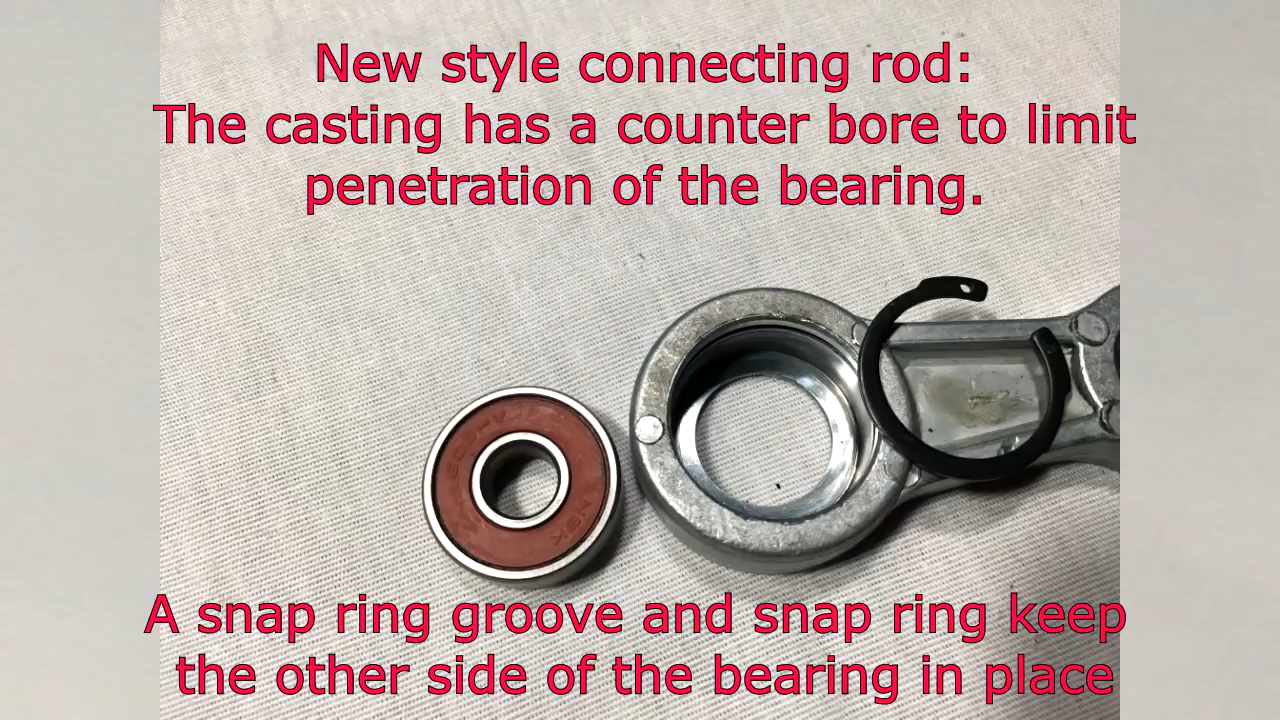 New style connecting rod:
The casting has a counter bore to limit
penetration of the bearing.
NSK
A snap ring groove and snap ring keep
the other side of the bearing in place